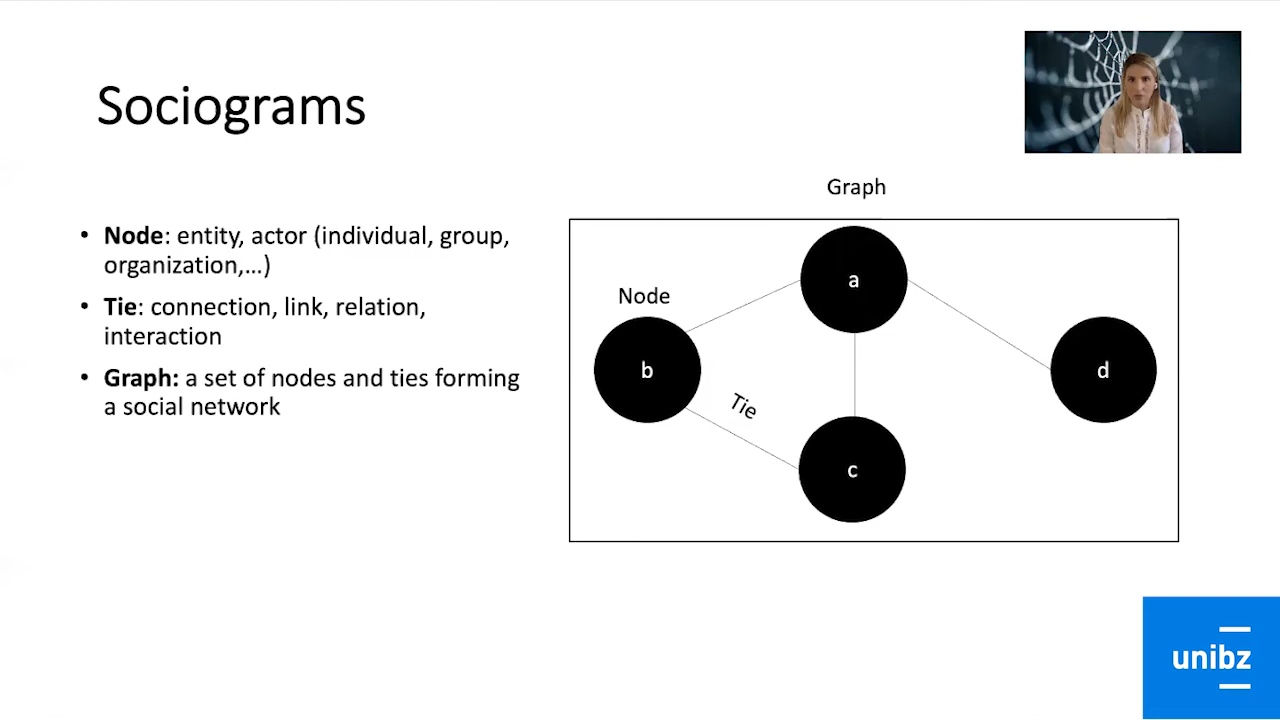 Sociograms
• Node: entity, actor (individual, group,
organization,...)
• Tie: connection, link, relation,
interaction
• Graph: a set of nodes and ties forming
a social network
Graph
Node
a
b
d
Tie
c
unibz